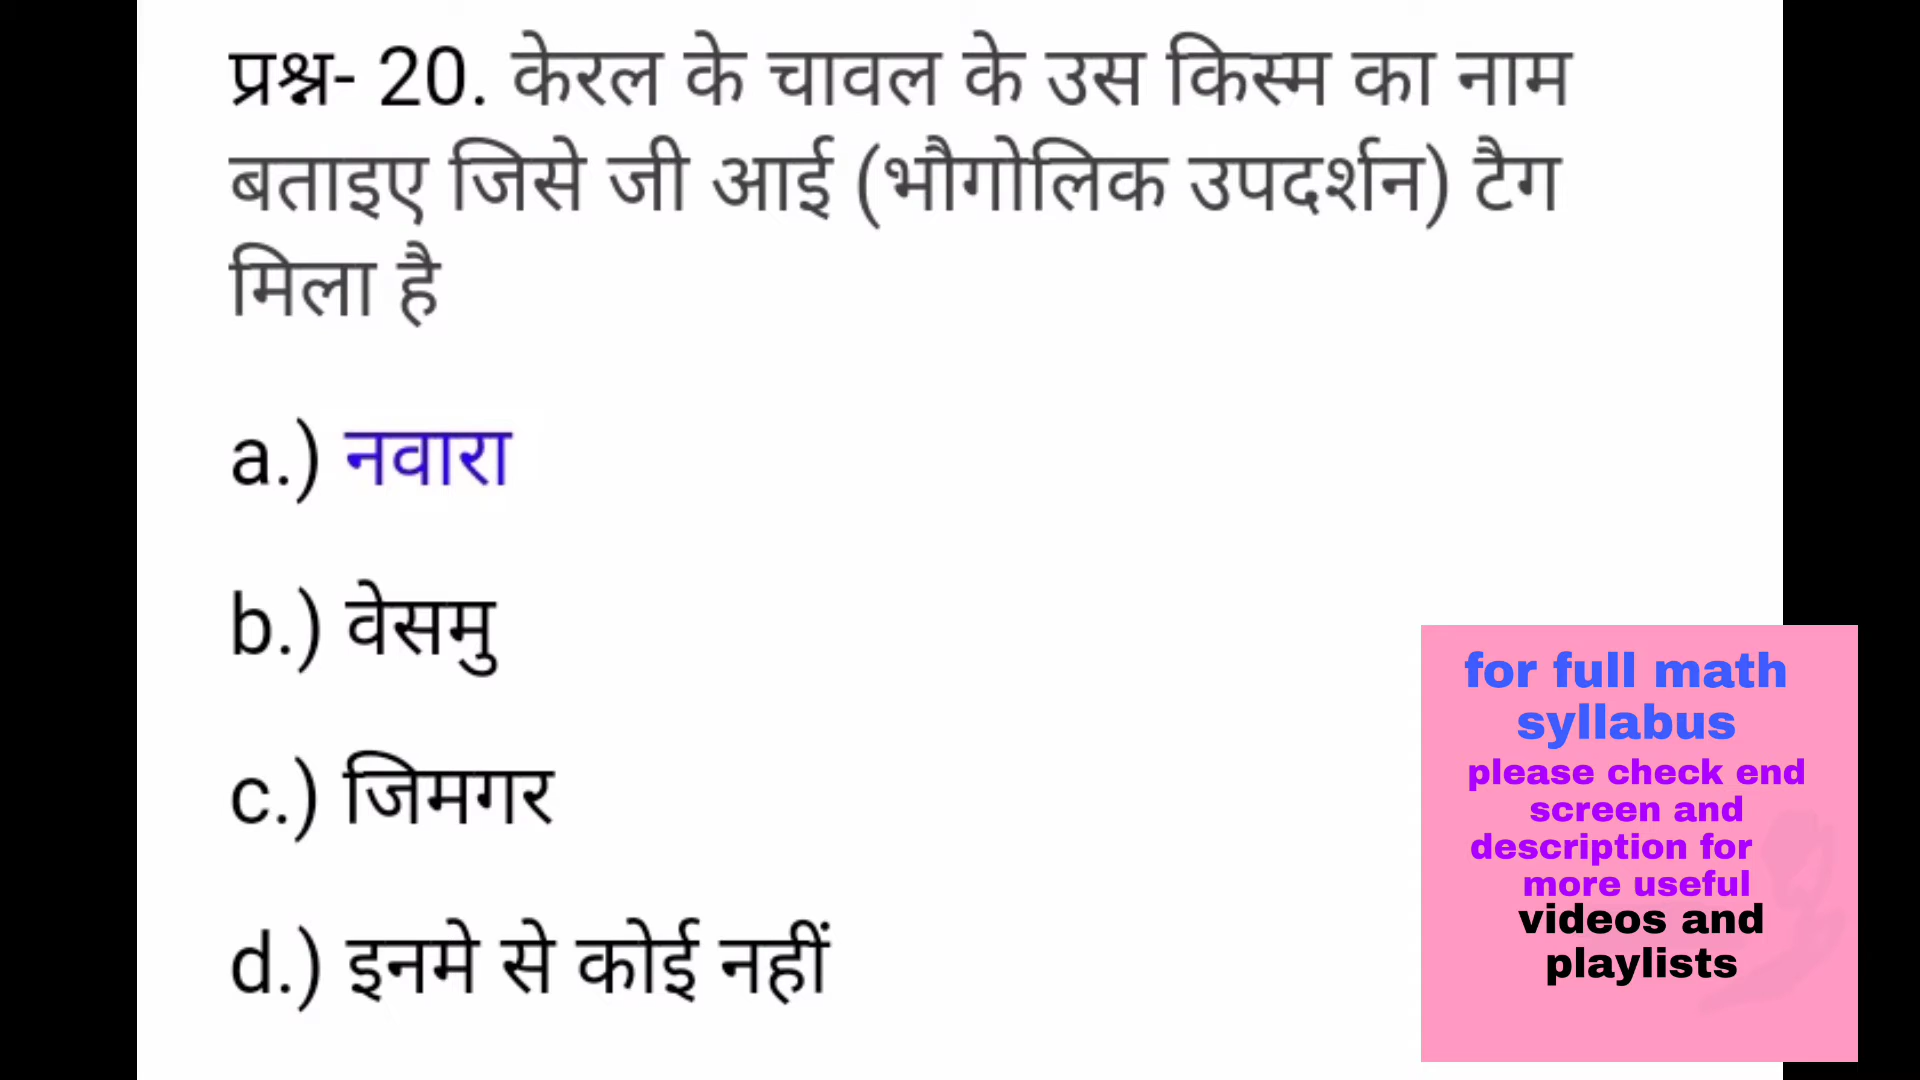 प्रश्न- 20. केरल के चावल के उस किस्म का नाम
बताइए जिसे जी आई (भौगोलिक उपदर्शन) टैग
मिला है
a.) नवारा
b.) वेसमु
c.) जिमगर
d.) इनमे से कोई नहीं
for full math
syllabus
please check end
screen and
description for
more useful
videos and
playlists